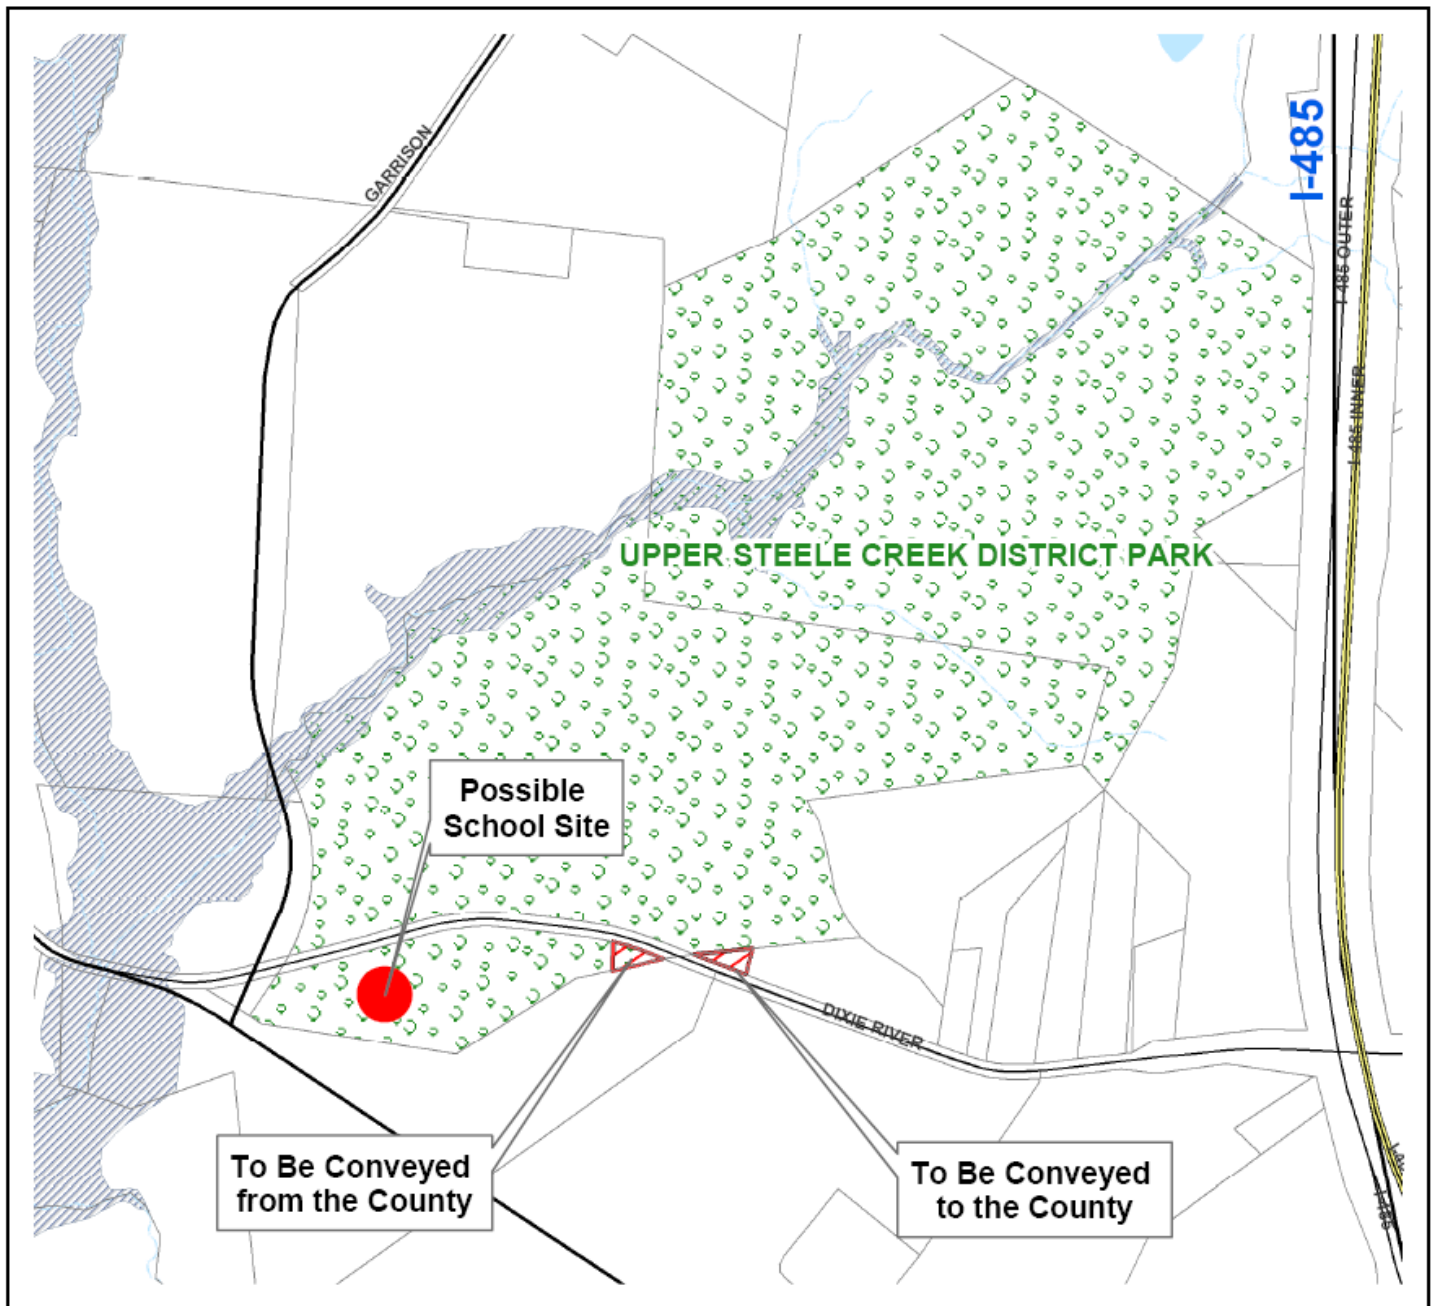 I-485
GARRISON
I-485 OUTER
I-485 INNER
UPPER STEELE CREEK DISTRICT PARK
Possible
School Site
DIXIE RIVER
To Be Conveyed
from the County
To Be Conveyed
to the County